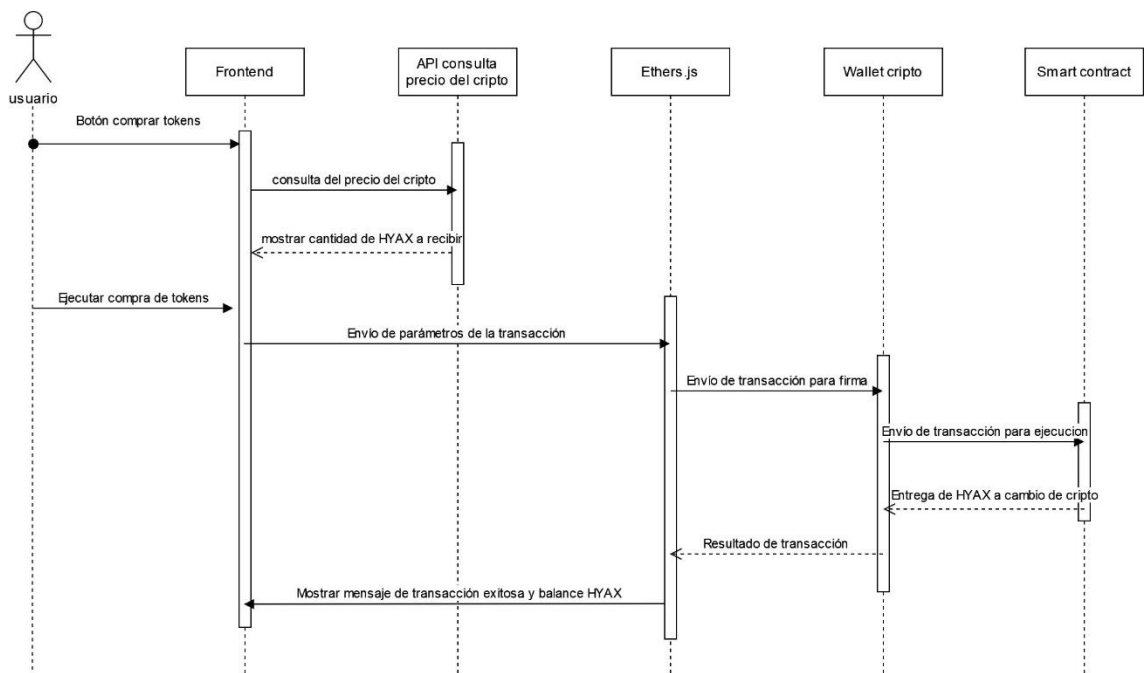 usuario
Frontend
API consulta
precio del cripto
Ethers.js
Wallet cripto
Smart contract
Botón comprar tokens
consulta del precio del cripto
mostrar cantidad de HYAX a recibir
Ejecutar compra de tokens
Envío de parámetros de la transacción
Envío de transacción para firma
Envío de transacción para ejecucion
Entrega de HYAX a cambio de cripto
Resultado de transacción
Mostrar mensaje de transacción exitosa y balance HYAX